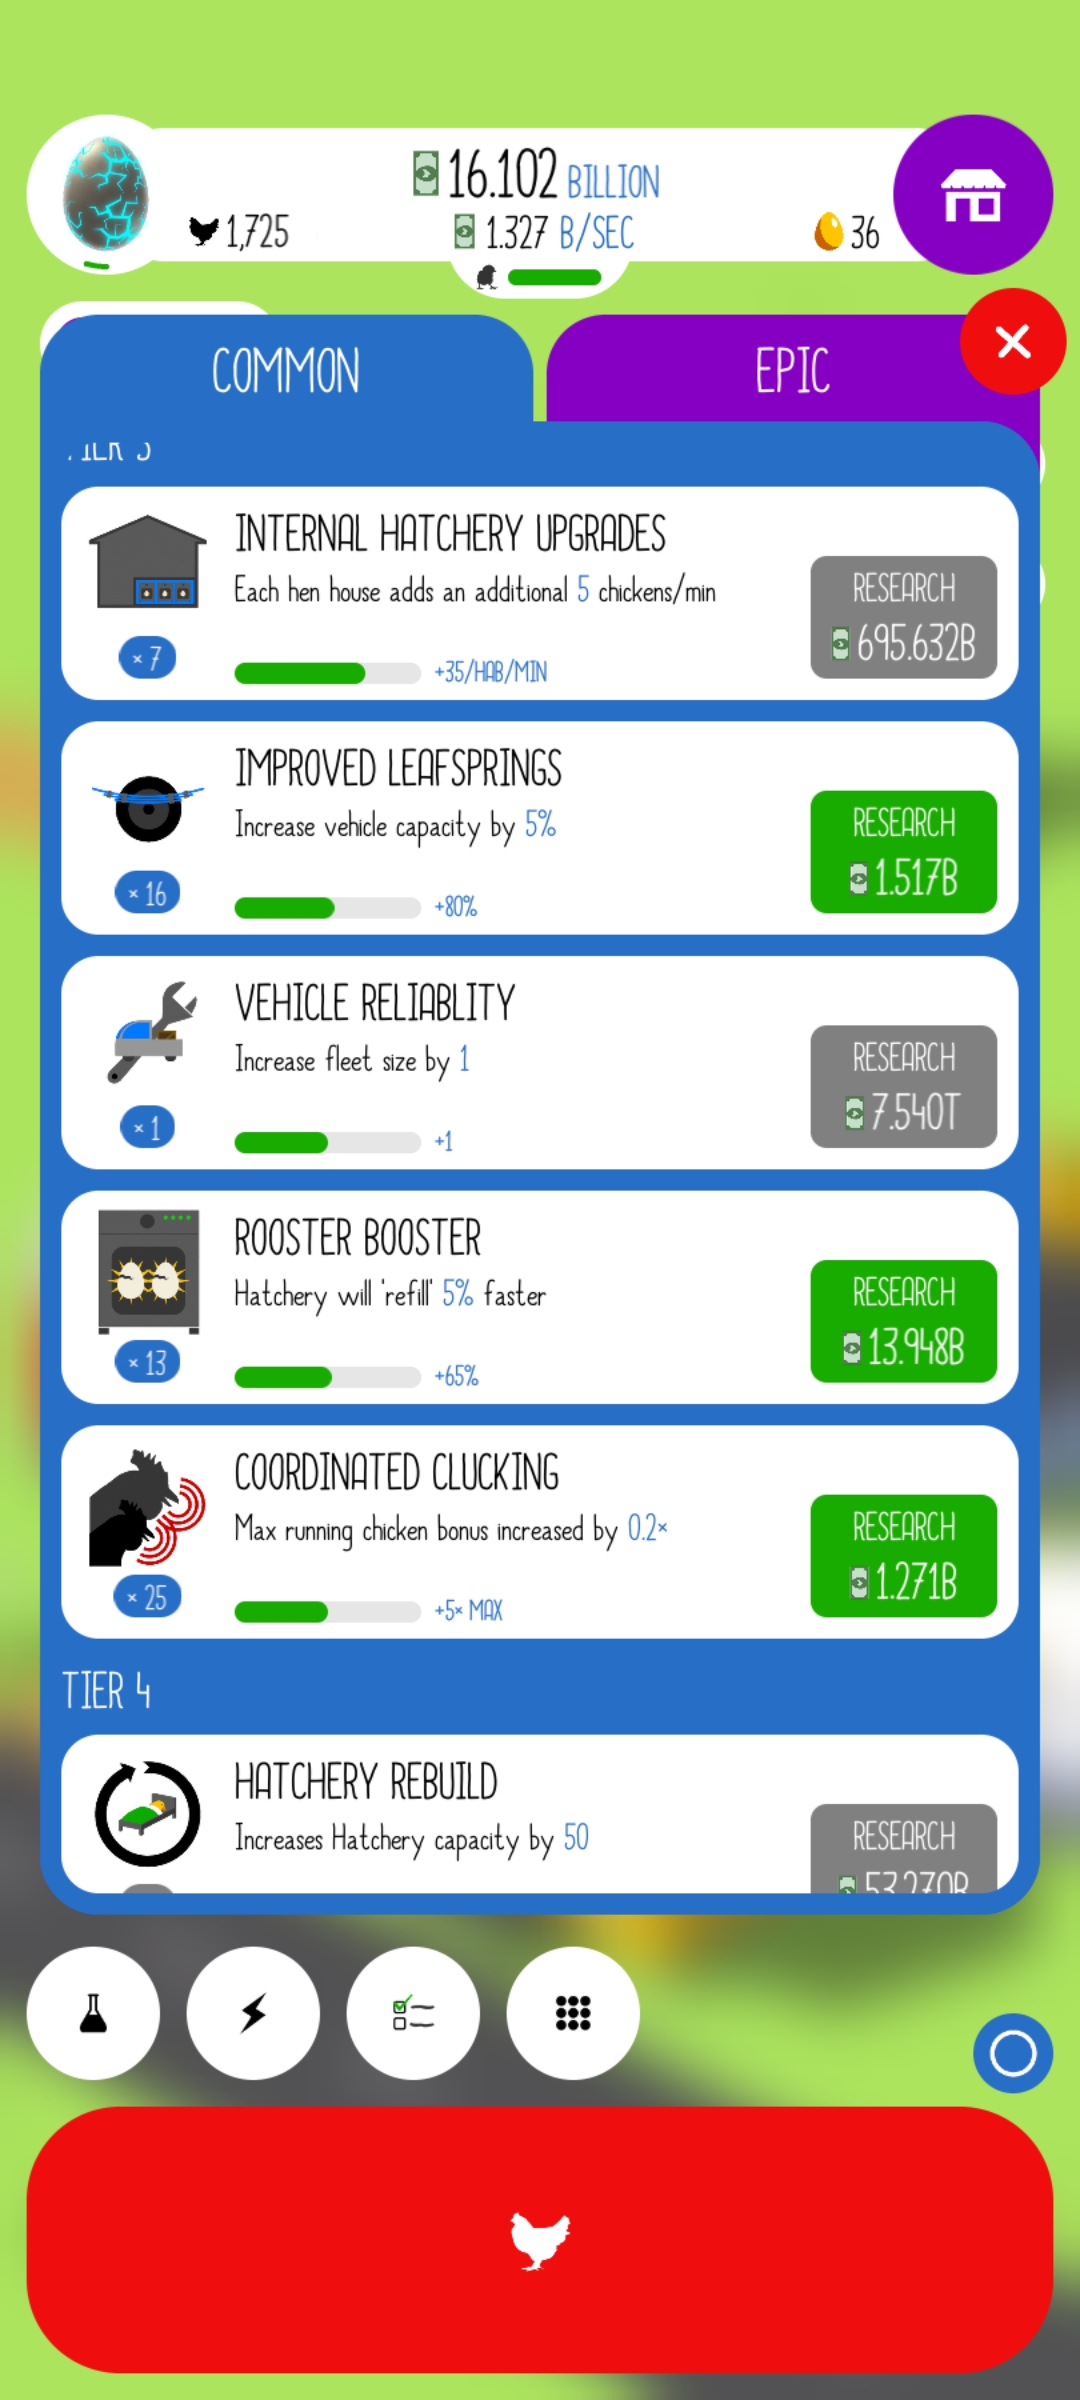 16.102 BILLION
1,725
1.327 B/SEC
36
COMMON
EPIC
TIER 3
INTERNAL HATCHERY UPGRADES
Each hen house adds an additional 5 chickens/min
× 7
+35/HAB/MIN
RESEARCH
695.632B
IMPROVED LEAFSPRINGS
Increase vehicle capacity by 5%
× 16
+80%
RESEARCH
1.517B
VEHICLE RELIABLITY
Increase fleet size by 1
× 1
+1
RESEARCH
7.540T
ROOSTER BOOSTER
Hatchery will 'refill' 5% faster
× 13
+65%
RESEARCH
13.948B
COORDINATED CLUCKING
Max running chicken bonus increased by 0.2×
× 25
+5× MAX
RESEARCH
1.271B
TIER 4
HATCHERY REBUILD
Increases Hatchery capacity by 50
RESEARCH
53.270B